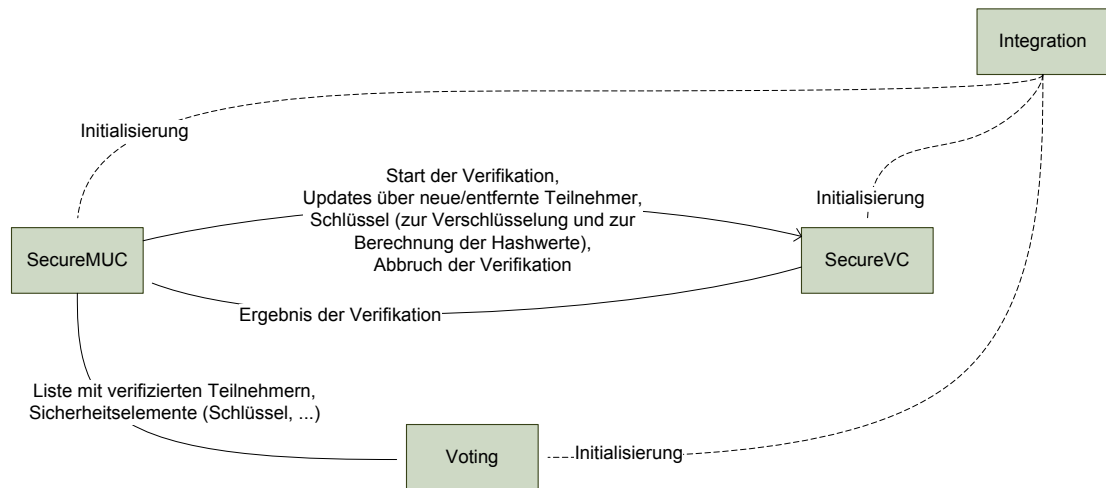 Integration
Initialisierung
Start der Verifikation,
Updates über neue/entfernte Teilnehmer,
Schlüssel (zur Verschlüsselung und zur
Berechnung der Hashwerte),
Abbruch der Verifikation
Initialisierung
SecureMUC
SecureVC
Ergebnis der Verifikation
Liste mit verifizierten Teilnehmern,
Sicherheitselemente (Schlüssel, ...)
Voting
Initialisierung